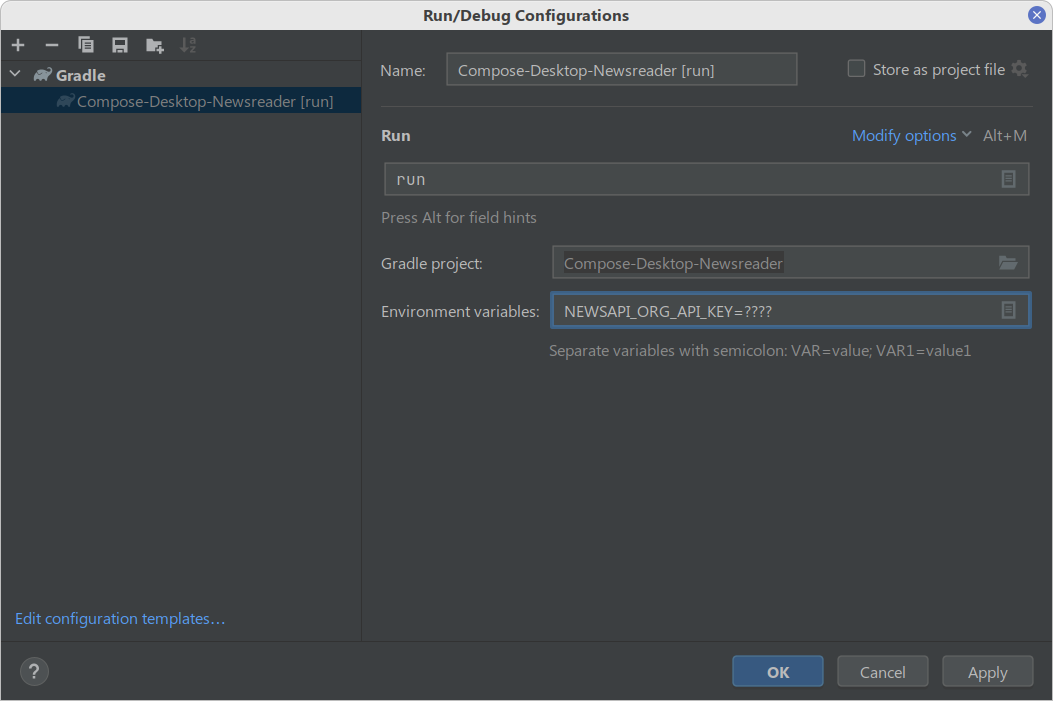 Run/Debug Configurations
Gradle
Compose-Desktop-Newsreader [run]
Edit configuration templates…
Name: Compose-Desktop-Newsreader [run] Store as project file
Run Modify options Alt+M
run
Press Alt for field hints
Gradle project: Compose-Desktop-Newsreader
Environment variables: NEWSAPI_ORG_API_KEY=????
Separate variables with semicolon: VAR=value; VAR1=value1
? OK Cancel Apply